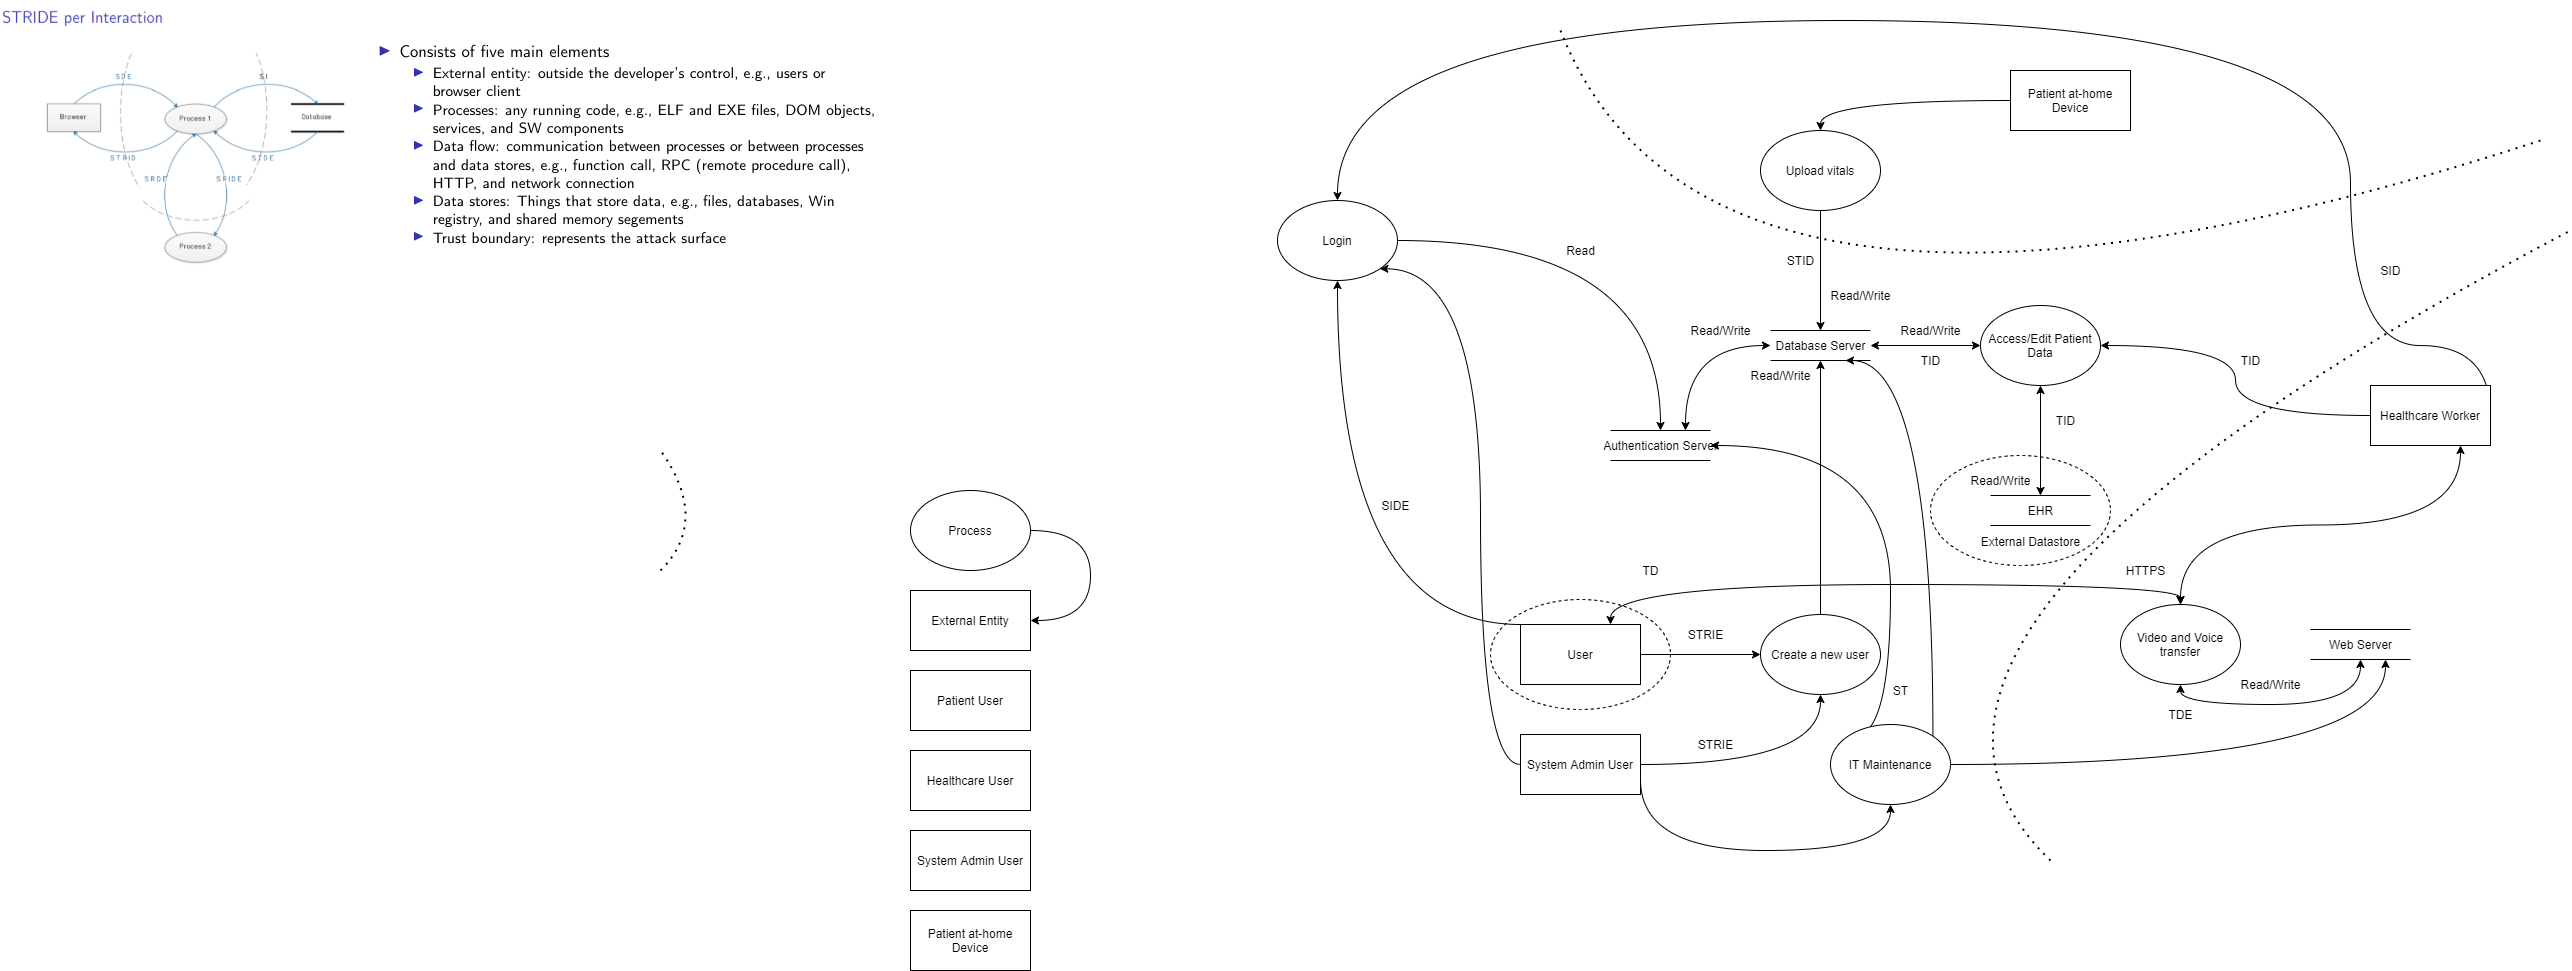 STRIDE per Interaction
SDE
SI
Browser
Process 1
Database
STRID
STDE
SRDE
SRIDE
Process 2
Consists of five main elements
External entity: outside the developer's control, e.g., users or
browser client
Processes: any running code, e.g., ELF and EXE files, DOM objects,
services, and SW components
Data flow: communication between processes or between processes
and data stores, e.g., function call, RPC (remote procedure call),
HTTP, and network connection
Data stores: Things that store data, e.g., files, databases, Win
registry, and shared memory segements
Trust boundary: represents the attack surface
Process
External Entity
Patient User
Healthcare User
System Admin User
Patient at-home
Device
Patient at-home
Device
Upload vitals
Login
Read
STID
SID
Read/Write
Read/Write
Database Server
Read/Write
TID
Access/Edit Patient
Data
TID
Read/Write
Healthcare Worker
TID
Authentication Server
Read/Write
EHR
External Datastore
SIDE
TD
HTTPS
User
STRIE
Create a new user
Video and Voice
transfer
Web Server
Read/Write
TDE
ST
STRIE
System Admin User
IT Maintenance